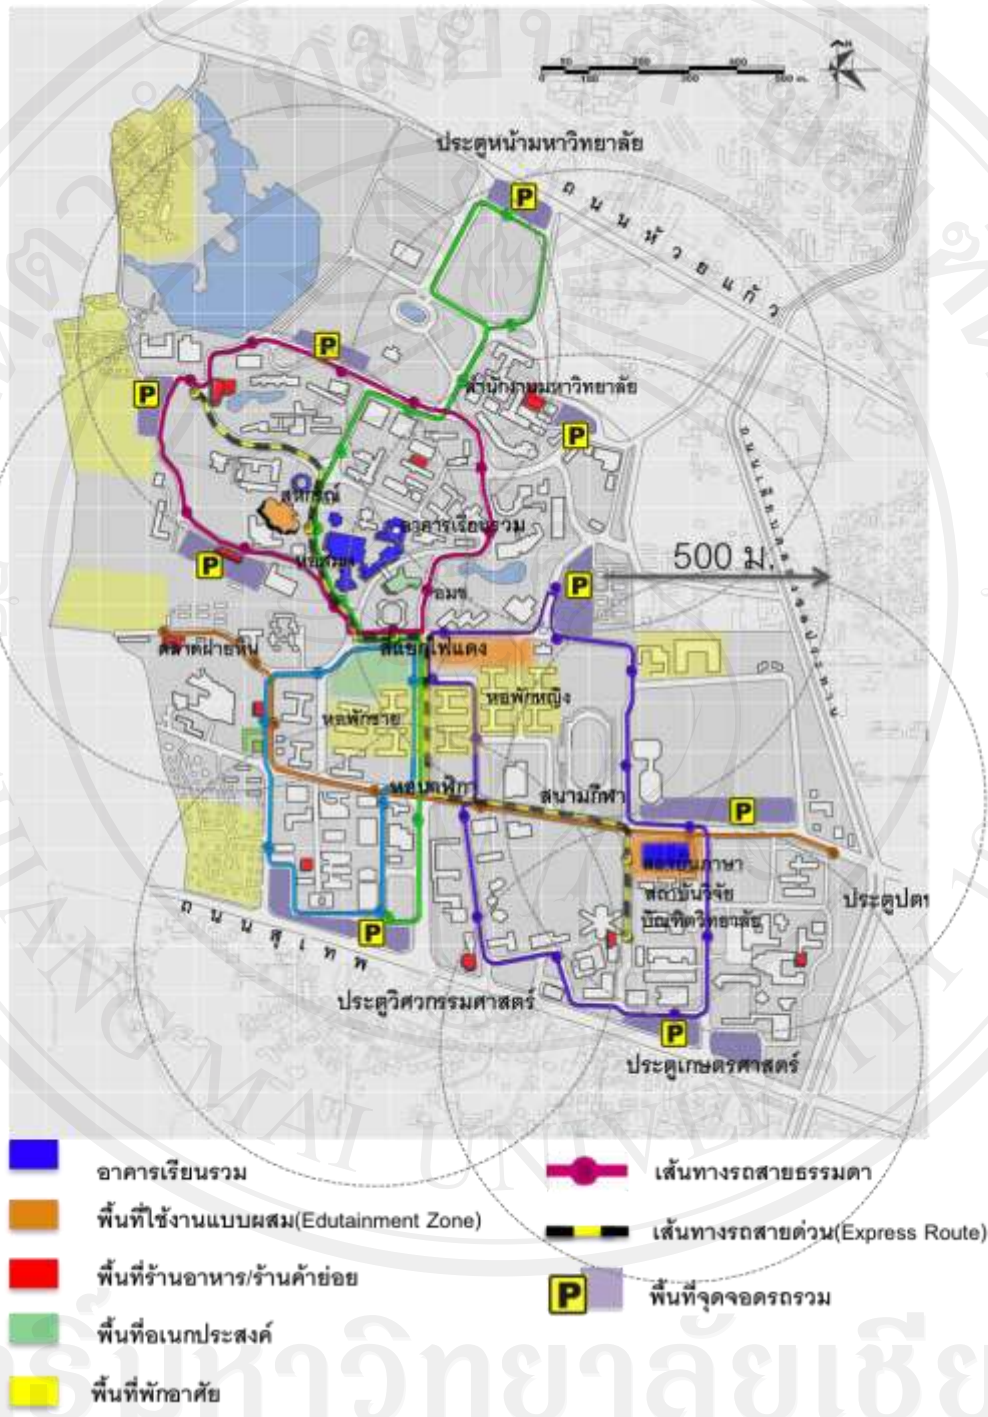 50 200 400
0 100 300 500 m.
N
ประตูหน้ามหาวิทยาลัย
P
ถนนห้วยแก้ว
P
P
สำนักงานมหาวิทยาลัย
P
สหกรณ์
อาคารเรียนรวม
500 ม.
P
P
อมช.
ตลาดฝายหิน
สี่แยกไฟแดง
หอพักหญิง
หอพักชาย
หอนาฬิกา
สนามกีฬา
P
สถาบันภาษา
สถาบันวิจัย
บัณฑิตวิทยาลัย
ถนนสุเทพ
P
ประตูวิศวกรรมศาสตร์
P
ประตูเกษตรศาสตร์
CHIANG MAI UNIVERSITY
อาคารเรียนรวม
พื้นที่ใช้งานแบบผสม(Edutainment Zone)
พื้นที่ร้านอาหาร/ร้านค้าย่อย
พื้นที่อเนกประสงค์
พื้นที่พักอาศัย
เส้นทางรถสายธรรมดา
เส้นทางรถสายด่วน(Express Route)
P พื้นที่จุดจอดรถรวม